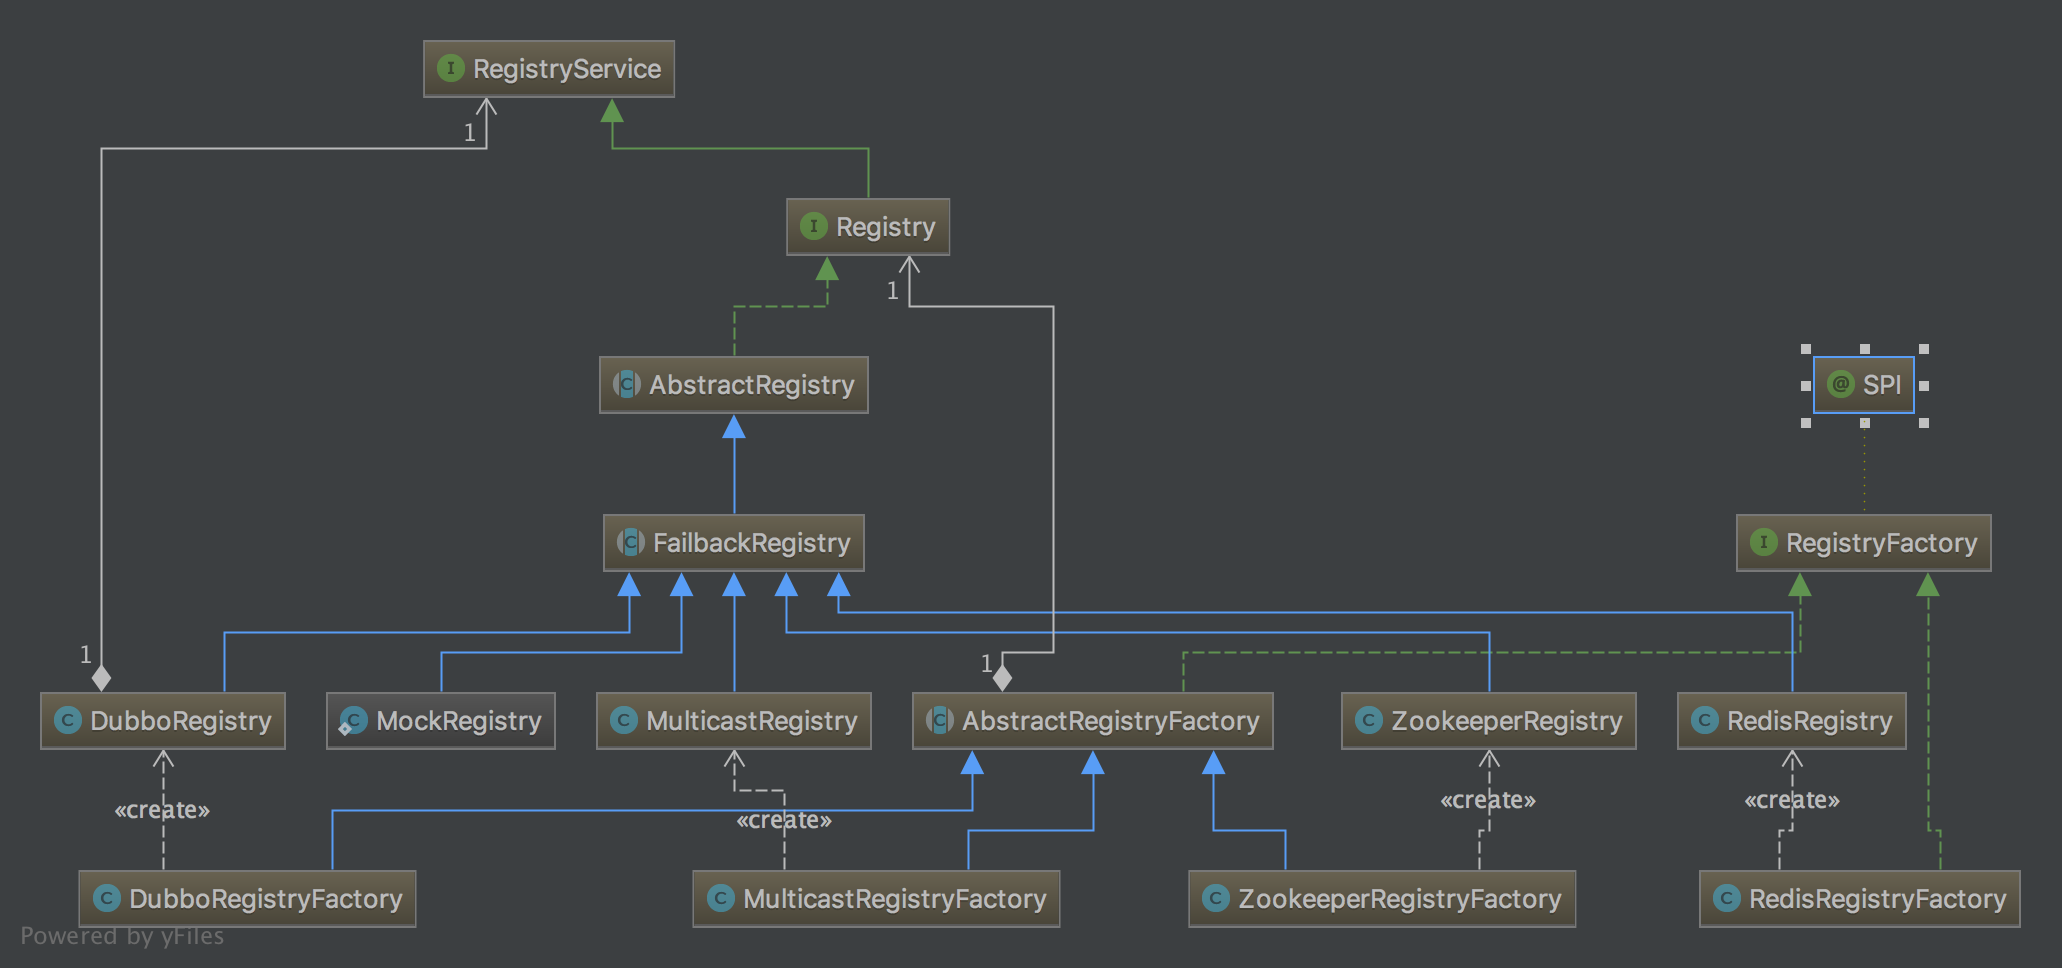 I RegistryService
1
I Registry
1
C AbstractRegistry
@ SPI
C FailbackRegistry
I RegistryFactory
1
1
C DubboRegistry
C MockRegistry
C MulticastRegistry
C AbstractRegistryFactory
C ZookeeperRegistry
C RedisRegistry
«create»
«create»
«create»
«create»
C DubboRegistryFactory
C MulticastRegistryFactory
C ZookeeperRegistryFactory
C RedisRegistryFactory
Powered by yFiles